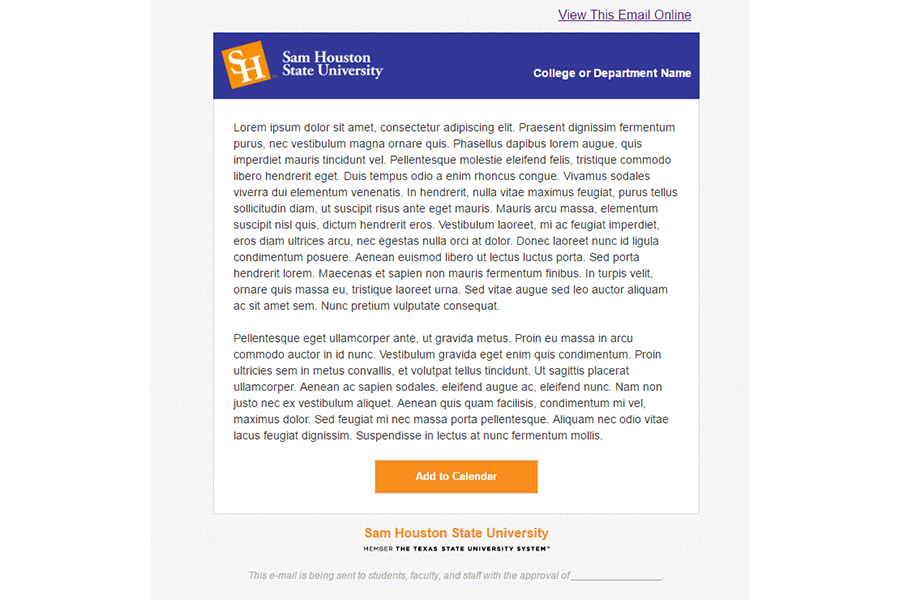 View This Email Online
SH
Sam Houston
State University
College or Department Name
Lorem ipsum dolor sit amet, consectetur adipiscing elit. Praesent dignissim fermentum
purus, nec vestibulum magna ornare quis. Phasellus dapibus lorem augue, quis
imperdiet mauris tincidunt vel. Pellentesque molestie eleifend felis, tristique commodo
libero hendrerit eget. Duis tempus odio a enim rhoncus congue. Vivamus sodales
viverra dui elementum venenatis. In hendrerit, nulla vitae maximus feugiat, purus tellus
sollicitudin diam, ut suscipit risus ante eget mauris. Mauris arcu massa, elementum
suscipit nisl quis, dictum hendrerit eros. Vestibulum laoreet, mi ac feugiat imperdiet,
eros diam ultrices arcu, nec egestas nulla orci at dolor. Donec laoreet nunc id ligula
condimentum posuere. Aenean euismod libero ut lectus luctus porta. Sed porta
hendrerit lorem. Maecenas et sapien non mauris fermentum finibus. In turpis velit,
ornare quis massa eu, tristique laoreet urna. Sed vitae augue sed leo auctor aliquam
ac sit amet sem. Nunc pretium vulputate consequat.
Pellentesque eget ullamcorper ante, ut gravida metus. Proin eu massa in arcu
commodo auctor in id nunc. Vestibulum gravida eget enim quis condimentum. Proin
ultricies sem in metus convallis, et volutpat tellus tincidunt. Ut sagittis placerat
ullamcorper. Aenean ac sapien sodales, eleifend augue ac, eleifend nunc. Nam non
justo nec ex vestibulum aliquet. Aenean quis quam facilisis, condimentum mi vel,
maximus dolor. Sed feugiat mi nec massa porta pellentesque. Aliquam nec odio vitae
lacus feugiat dignissim. Suspendisse in lectus at nunc fermentum mollis.
Add to Calendar
Sam Houston State University
MEMBER THE TEXAS STATE UNIVERSITY SYSTEM™
This e-mail is being sent to students, faculty, and staff with the approval of _________________.